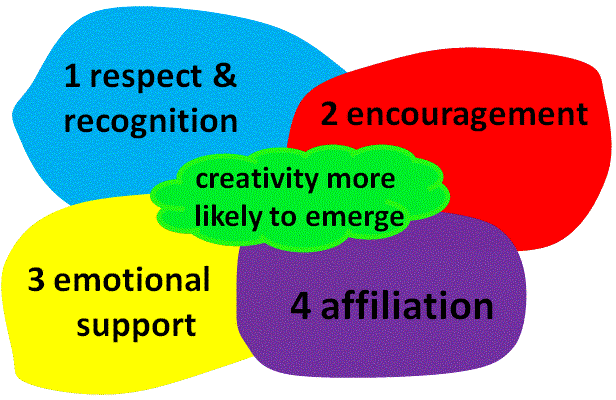 1 respect &
recognition
2 encouragement
creativity more
likely to emerge
3 emotional
support
4 affiliation